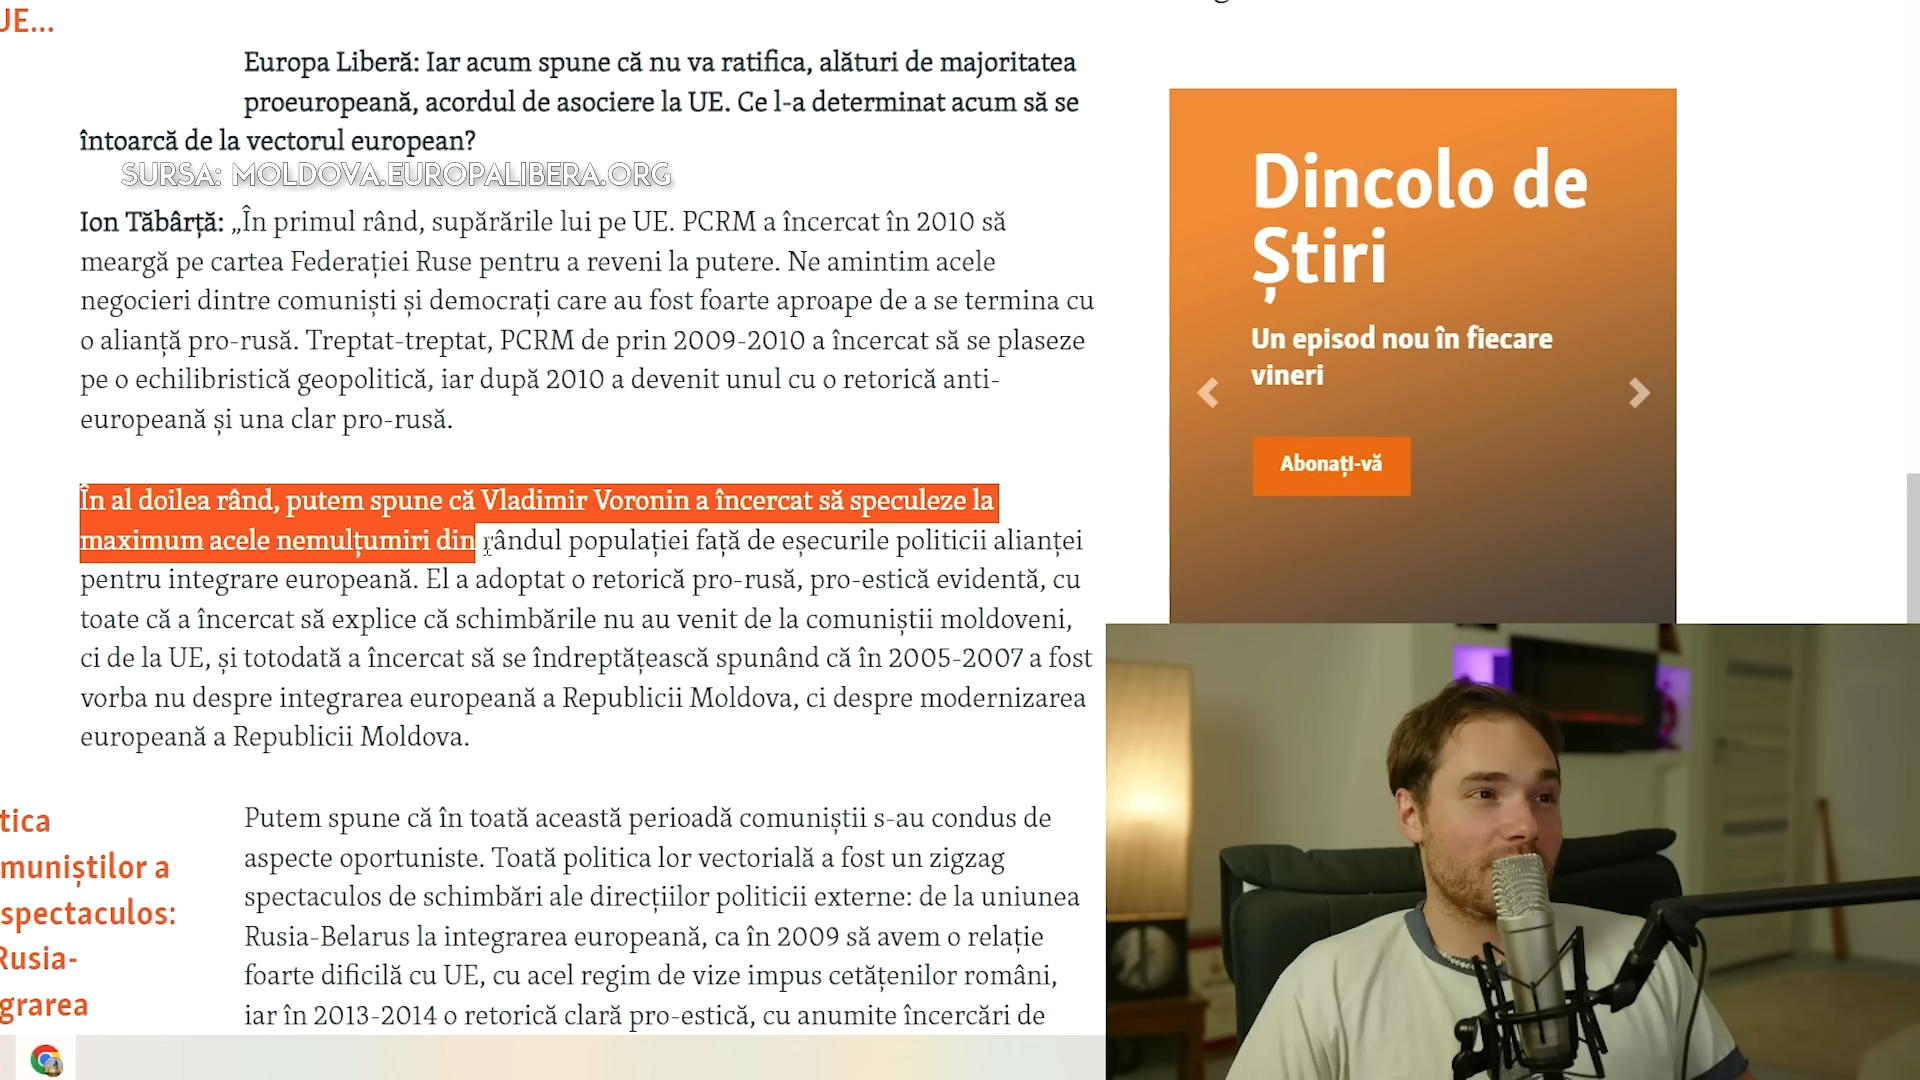 UE...
Europa Liberă: Iar acum spune că nu va ratifica, alături de majoritatea
proeuropeană, acordul de asociere la UE. Ce l-a determinat acum să se
întoarcă de la vectorul european?
SURSA: MOLDOVA.EUROPALIBERA.ORG
Ion Tăbârță: „În primul rând, supărările lui pe UE. PCRM a încercat în 2010 să
meargă pe cartea Federației Ruse pentru a reveni la putere. Ne amintim acele
negocieri dintre comuniști și democrați care au fost foarte aproape de a se termina cu
o alianță pro-rusă. Treptat-treptat, PCRM de prin 2009-2010 a încercat să se plaseze
pe o echilibristică geopolitică, iar după 2010 a devenit unul cu o retorică anti-
europeană și una clar pro-rusă.
În al doilea rând, putem spune că Vladimir Voronin a încercat să speculeze la
maximum acele nemulțumiri din rândul populației față de eșecurile politicii alianței
pentru integrare europeană. El a adoptat o retorică pro-rusă, pro-estică evidentă, cu
toate că a încercat să explice că schimbările nu au venit de la comuniștii moldoveni,
ci de la UE, și totodată a încercat să se îndreptățească spunând că în 2005-2007 a fost
vorba nu despre integrarea europeană a Republicii Moldova, ci despre modernizarea
europeană a Republicii Moldova.
tica
muniștilor a
spectaculos:
Rusia-
grarea
Putem spune că în toată această perioadă comuniștii s-au condus de
aspecte oportuniste. Toată politica lor vectorială a fost un zigzag
spectaculos de schimbări ale direcțiilor politicii externe: de la uniunea
Rusia-Belarus la integrarea europeană, ca în 2009 să avem o relație
foarte dificilă cu UE, cu acel regim de vize impus cetățenilor români,
iar în 2013-2014 o retorică clară pro-estică, cu anumite încercări de
Dincolo de
Știri
Un episod nou în fiecare
vineri
Abonați-vă